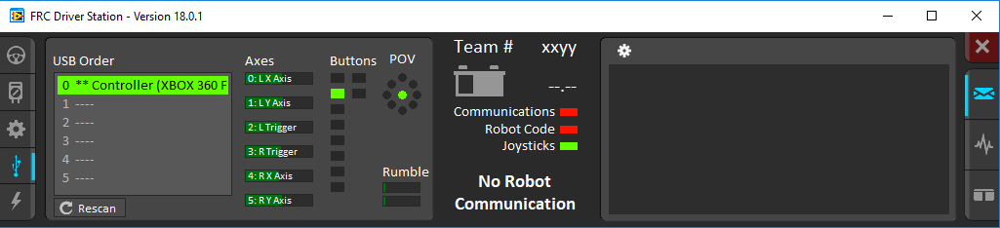 FRC Driver Station - Version 18.0.1
USB Order
0 ** Controller (XBOX 360 F
1 ----
2 ----
3 ----
4 ----
5 ----
Rescan
Axes
0: L X Axis
1: L Y Axis
2: L Trigger
3: R Trigger
4: R X Axis
5: R Y Axis
Buttons
POV
Rumble
Team # xxyy
--.--
Communications
Robot Code
Joysticks
No Robot
Communication